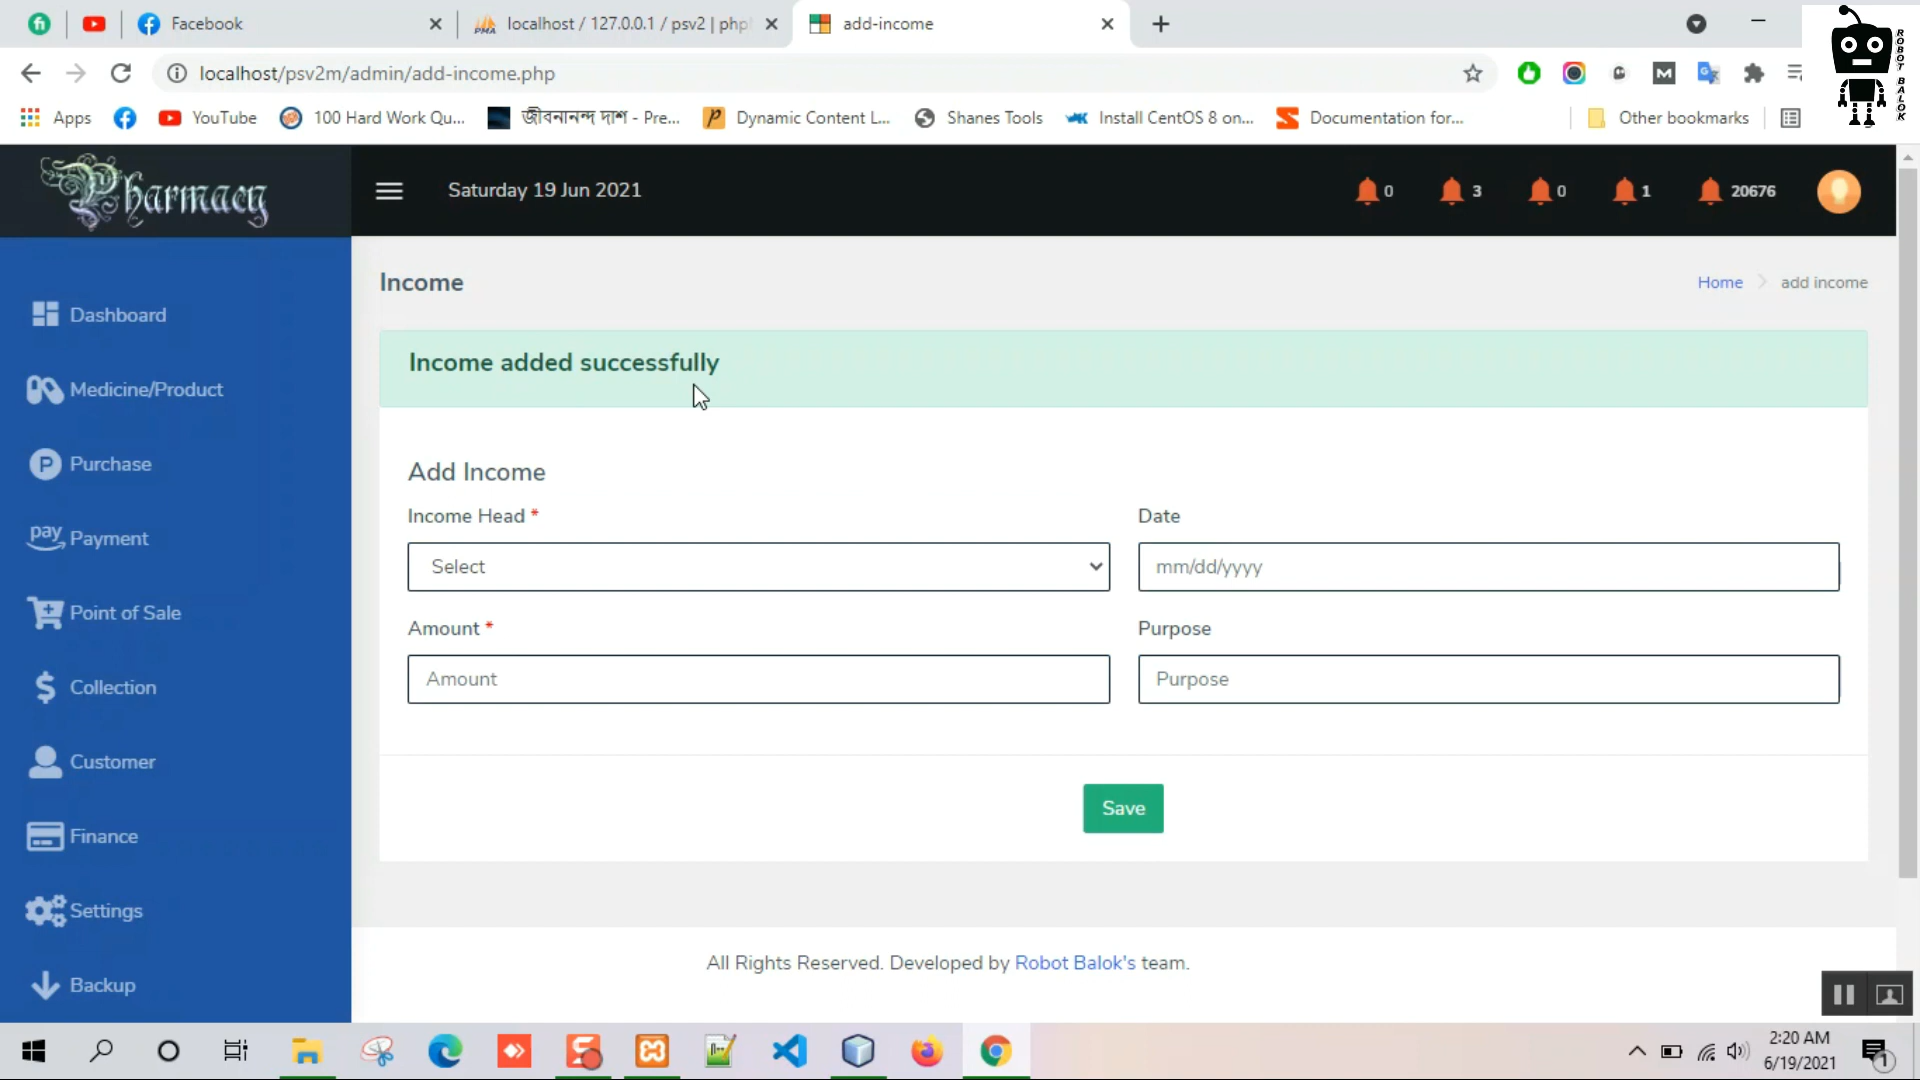 Facebook
localhost / 127.0.0.1 / psv2 | php
add-income
localhost/psv2m/admin/add-income.php
Apps
YouTube
100 Hard Work Qu...
জীবনানন্দ দাশ - Pre...
Dynamic Content L...
Shanes Tools
Install CentOS 8 on...
Documentation for...
Other bookmarks
ROBOT BALOK
Pharmacy
Saturday 19 Jun 2021
0
3
0
1
20676
Income
Home
add income
Dashboard
Medicine/Product
Purchase
pay Payment
Point of Sale
Collection
Customer
Finance
Settings
Backup
Income added successfully
Add Income
Income Head *
Date
Select
mm/dd/yyyy
Amount *
Purpose
Amount
Purpose
Save
All Rights Reserved. Developed by Robot Balok's team.
2:20 AM
6/19/2021
1